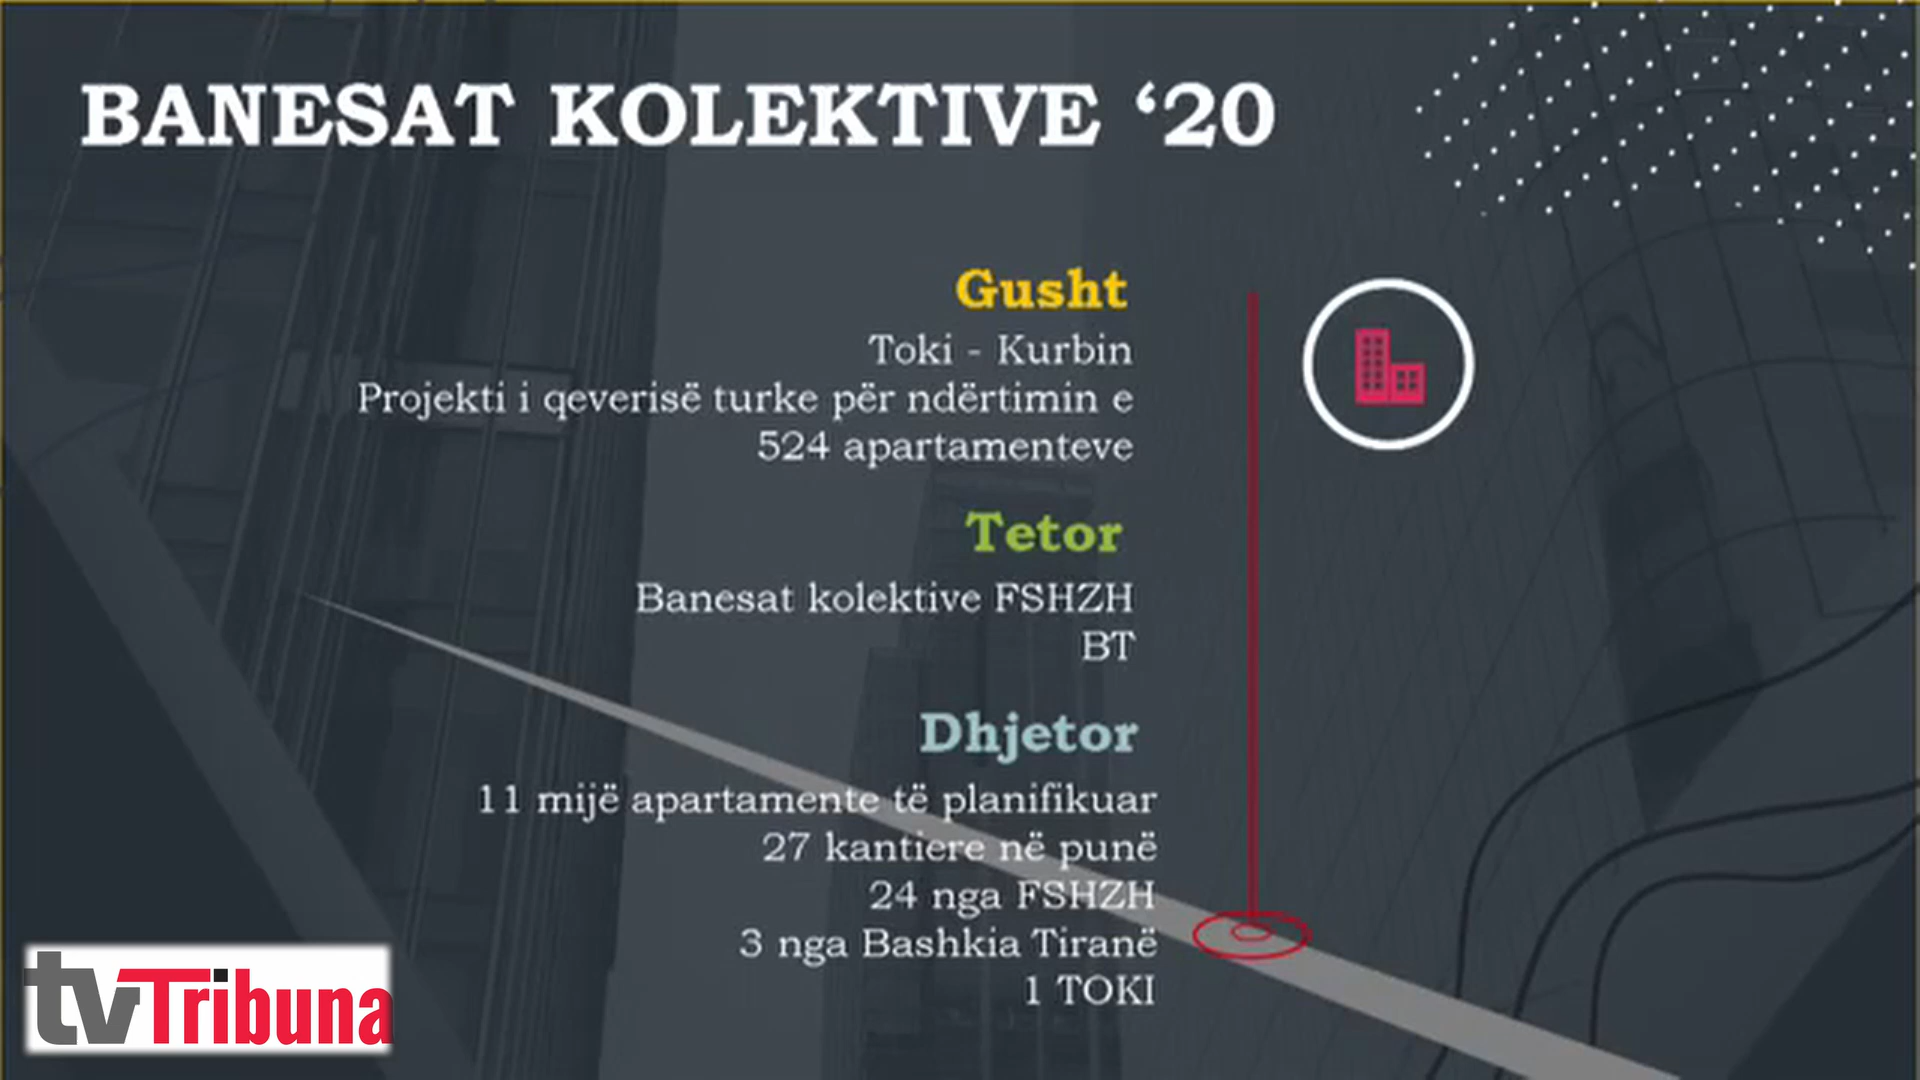 BANESAT KOLEKTIVE ‘20
Gusht
Toki - Kurbin
Projekti i qeverisë turke për ndërtimin e
524 apartamenteve
Tetor
Banesat kolektive FSHZH
BT
Dhjetor
11 mijë apartamente të planifikuar
27 kantiere në punë
24 nga FSHZH
3 nga Bashkia Tiranë
1 TOKI
tvTribuna